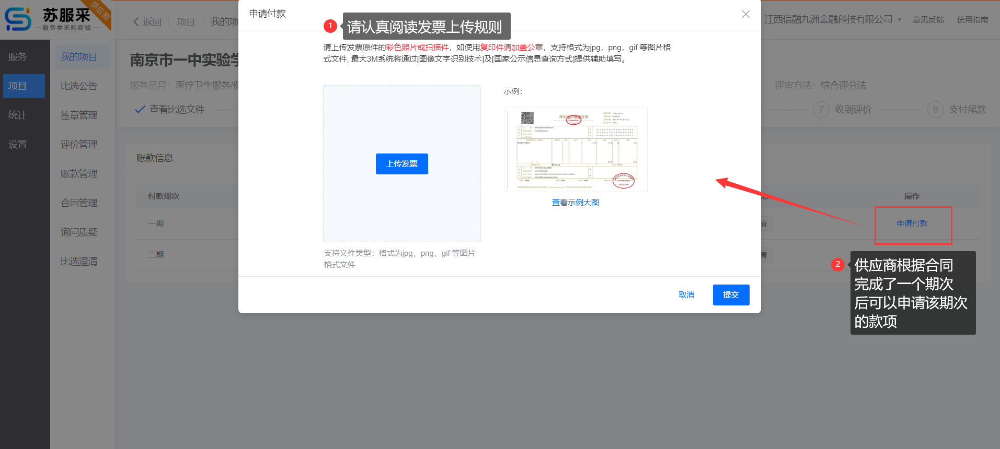 苏服采
服务类采购商城
供应商
返回
项目
我的项
江西信融九洲金融科技有限公司
意见反馈
使用指南
服务
项目
统计
设置
我的项目
比选公告
签章管理
评价管理
账款管理
合同管理
询问质疑
比选澄清
南京市一中实验学
服务品目：医疗卫生服务/健
评审方法：综合评分法
查看比选文件
7 收到评价
8 支付尾款
账款信息
付款期次
操作
一期
请
申请付款
二期
请
申请付款
申请付款
1 请认真阅读发票上传规则
请上传发票原件的彩色照片或扫描件，如使用复印件请加盖公章，支持格式为jpg，png，gif 等图片格
式文件, 最大3M系统将通过[图像文字识别技术]及[国家公示信息查询方式]提供辅助填写。
上传发票
示例：
查看示例大图
支持文件类型：格式为jpg，png，gif 等图片
格式文件
取消
提交
2 供应商根据合同
完成了一个期次
后可以申请该期次
的款项